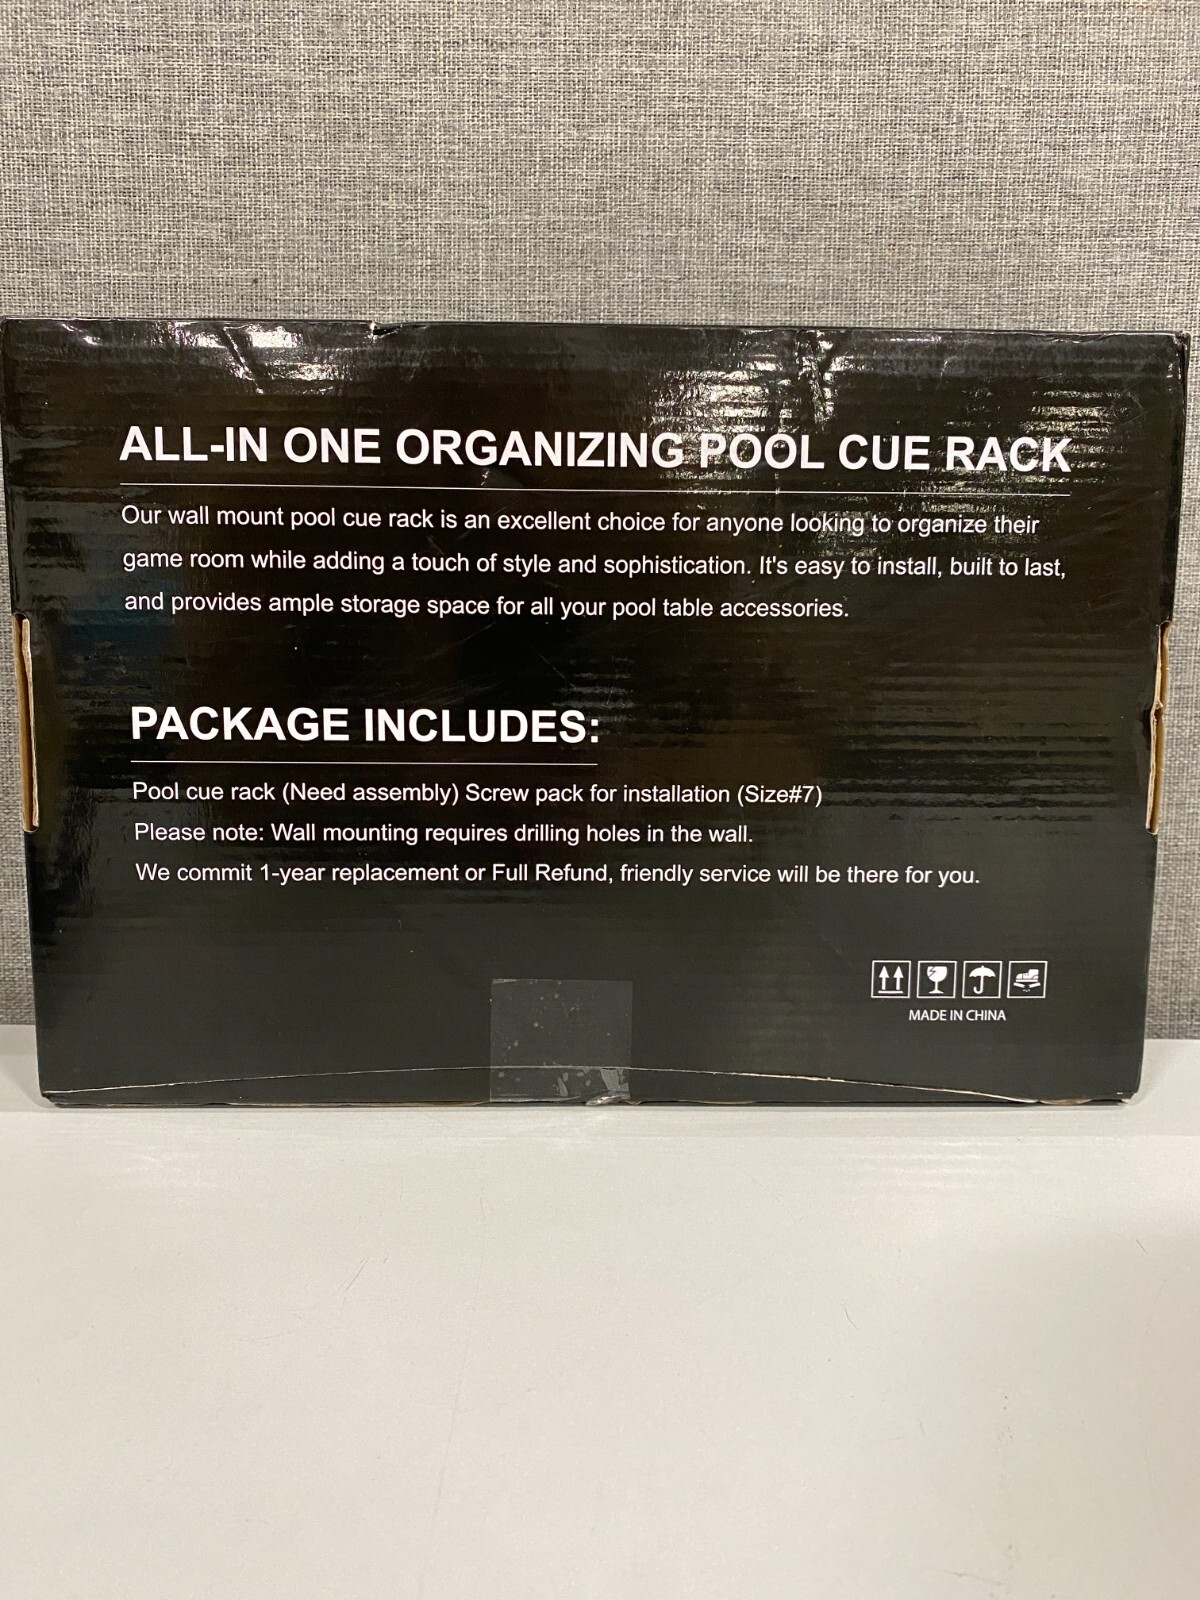 ALL-IN ONE ORGANIZING POOL CUE RACK
Our wall mount pool cue rack is an excellent choice for anyone looking to organize their
game room while adding a touch of style and sophistication. It's easy to install, built to last,
and provides ample storage space for all your pool table accessories.
PACKAGE INCLUDES:
Pool cue rack (Need assembly) Screw pack for installation (Size#7)
Please note: Wall mounting requires drilling holes in the wall.
We commit 1-year replacement or Full Refund, friendly service will be there for you.
MADE IN CHINA